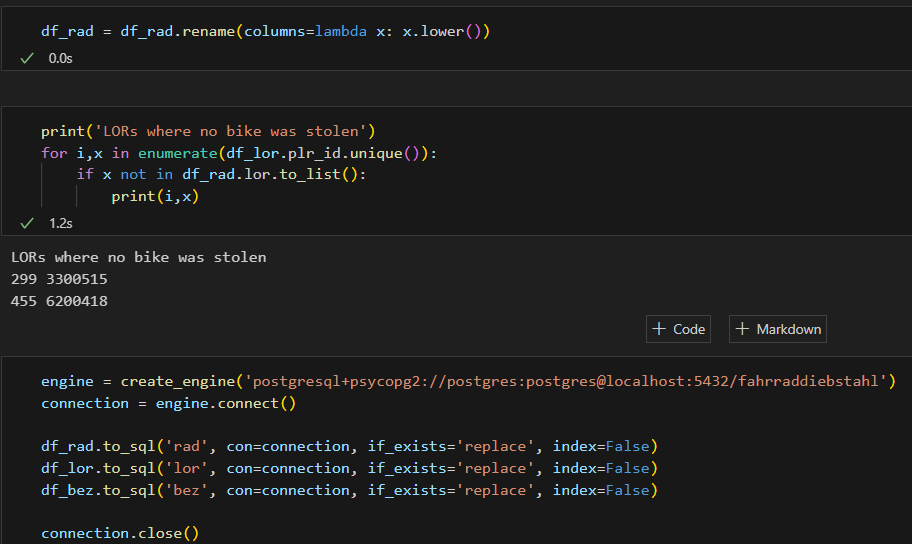 df_rad = df_rad.rename(columns=lambda x: x.lower())
0.0s
print('LORs where no bike was stolen')
for i,x in enumerate(df_lor.plr_id.unique()):
if x not in df_rad.lor.to_list():
print(i,x)
1.2s
LORs where no bike was stolen
299 3300515
455 6200418
+ Code + Markdown
engine = create_engine('postgresql+psycopg2://postgres:postgres@localhost:5432/fahrraddiebstahl')
connection = engine.connect()
df_rad.to_sql('rad', con=connection, if_exists='replace', index=False)
df_lor.to_sql('lor', con=connection, if_exists='replace', index=False)
df_bez.to_sql('bez', con=connection, if_exists='replace', index=False)
connection.close()